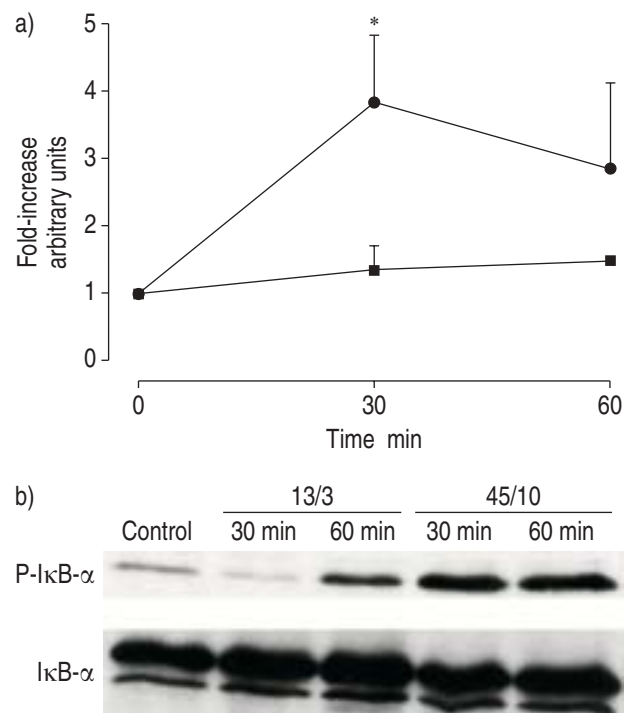 a)
5
*
4
3
2
1
0
Fold-increase
arbitrary units
0 30 60
Time min
b)
13/3 45/10
Control 30 min 60 min 30 min 60 min
P-IκB-α
IκB-α